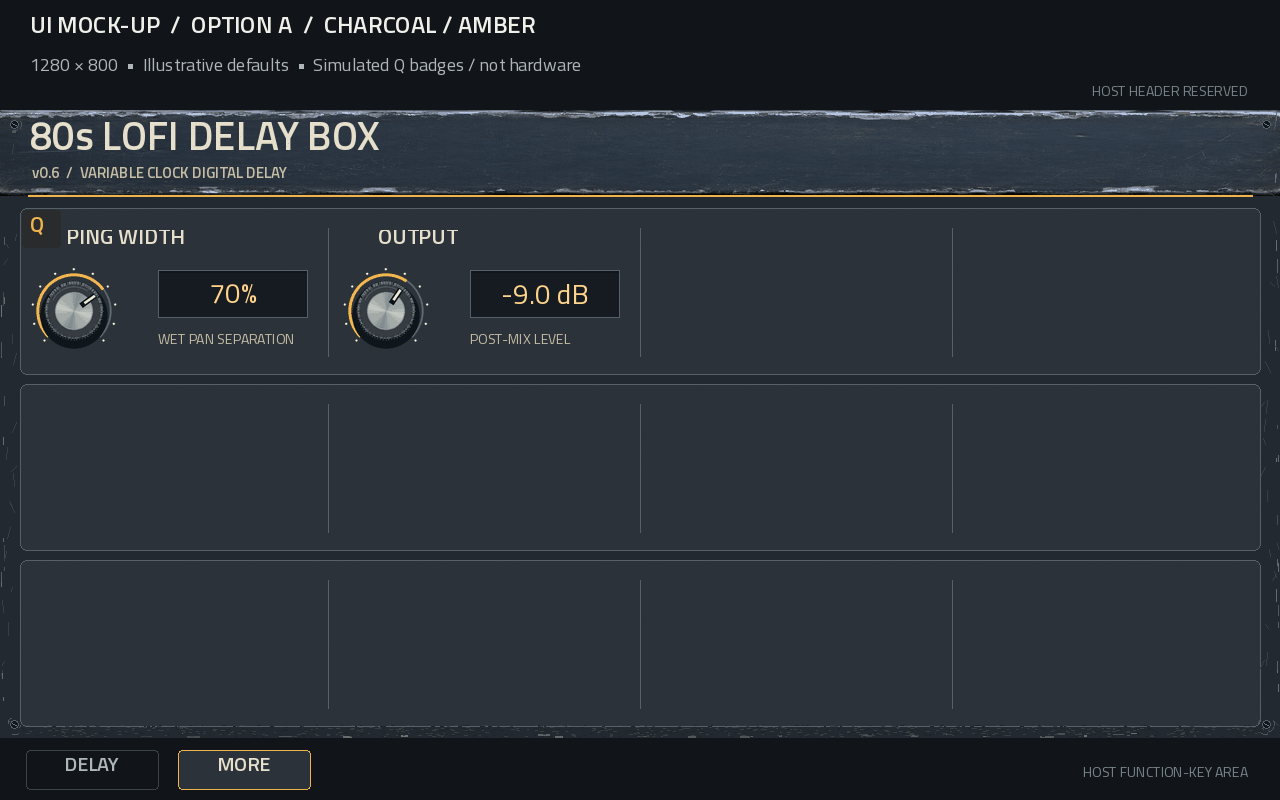 UI MOCK-UP / OPTION A / CHARCOAL / AMBER
1280 × 800 ▪ Illustrative defaults ▪ Simulated Q badges / not hardware
HOST HEADER RESERVED
80s LOFI DELAY BOX
v0.6 / VARIABLE CLOCK DIGITAL DELAY
Q
PING WIDTH
OUTPUT
70%
-9.0 dB
WET PAN SEPARATION
POST-MIX LEVEL
DELAY
MORE
HOST FUNCTION-KEY AREA